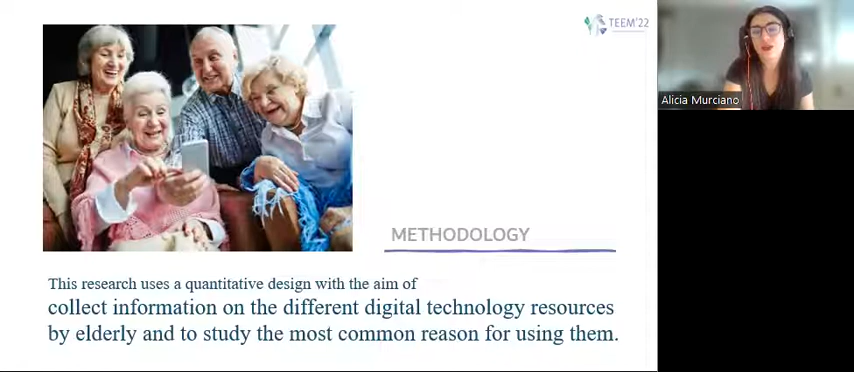 TEEM'22
Alicia Murciano
METHODOLOGY
This research uses a quantitative design with the aim of
collect information on the different digital technology resources
by elderly and to study the most common reason for using them.